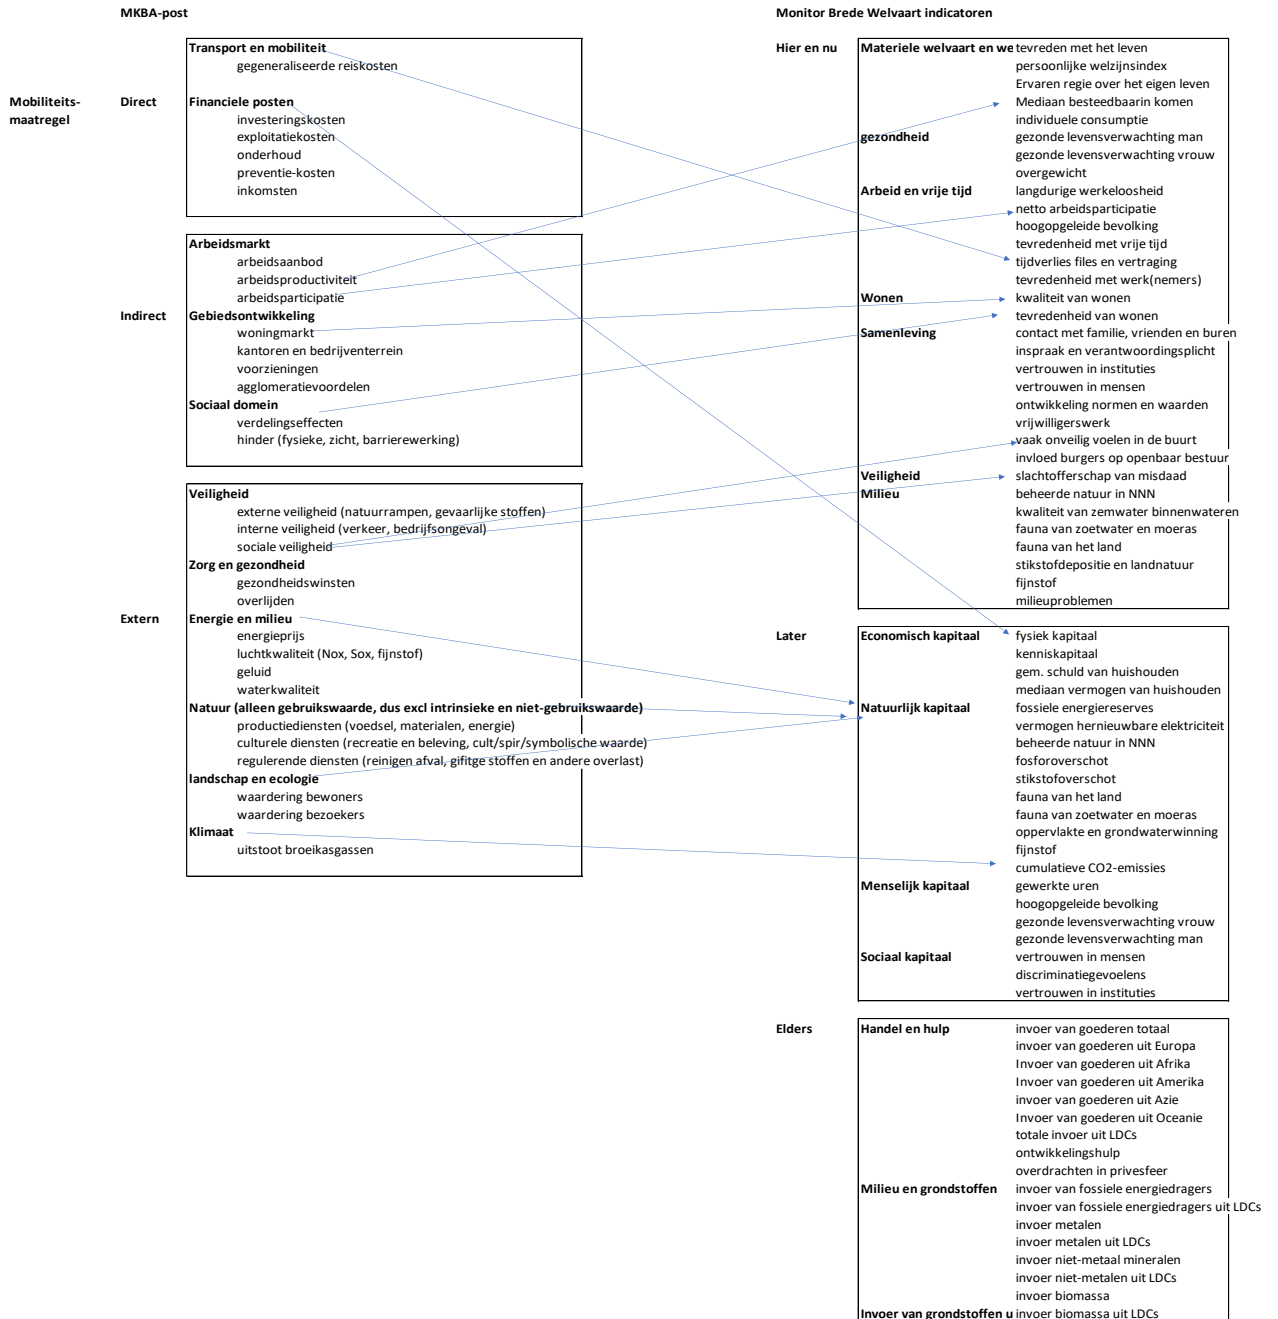 MKBA-post
Monitor Brede Welvaart indicatoren
Mobiliteits-
maatregel
Direct
Transport en mobiliteit
gegeneraliseerde reiskosten
Financiele posten
investeringskosten
exploitatiekosten
onderhoud
preventie-kosten
inkomsten
Indirect
Arbeidsmarkt
arbeidsaanbod
arbeidsproductiviteit
arbeidsparticipatie
Gebiedsontwikkeling
woningmarkt
kantoren en bedrijventerrein
voorzieningen
agglomeratievoordelen
Sociaal domein
verdelingseffecten
hinder (fysieke, zicht, barrierewerking)
Extern
Veiligheid
externe veiligheid (natuurrampen, gevaarlijke stoffen)
interne veiligheid (verkeer, bedrijfsongeval)
sociale veiligheid
Zorg en gezondheid
gezondheidswinsten
overlijden
Energie en milieu
energieprijs
luchtkwaliteit (Nox, Sox, fijnstof)
geluid
waterkwaliteit
Natuur (alleen gebruikswaarde, dus excl intrinsieke en niet-gebruikswaarde)
productiediensten (voedsel, materialen, energie)
culturele diensten (recreatie en beleving, cult/spir/symbolische waarde)
regulerende diensten (reinigen afval, gifitge stoffen en andere overlast)
landschap en ecologie
waardering bewoners
waardering bezoekers
Klimaat
uitstoot broeikasgassen
Hier en nu
Materiele welvaart en we tevreden met het leven
persoonlijke welzijnsindex
Ervaren regie over het eigen leven
Mediaan besteedbaarin komen
individuele consumptie
gezondheid gezonde levensverwachting man
gezonde levensverwachting vrouw
overgewicht
Arbeid en vrije tijd langdurige werkeloosheid
netto arbeidsparticipatie
hoogopgeleide bevolking
tevredenheid met vrije tijd
tijdverlies files en vertraging
tevredenheid met werk(nemers)
Wonen kwaliteit van wonen
tevredenheid van wonen
Samenleving contact met familie, vrienden en buren
inspraak en verantwoordingsplicht
vertrouwen in instituties
vertrouwen in mensen
ontwikkeling normen en waarden
vrijwilligerswerk
vaak onveilig voelen in de buurt
invloed burgers op openbaar bestuur
Veiligheid slachtofferschap van misdaad
Milieu beheerde natuur in NNN
kwaliteit van zemwater binnenwateren
fauna van zoetwater en moeras
fauna van het land
stikstofdepositie en landnatuur
fijnstof
milieuproblemen
Later
Economisch kapitaal fysiek kapitaal
kenniskapitaal
gem. schuld van huishouden
mediaan vermogen van huishouden
Natuurlijk kapitaal fossiele energiereserves
vermogen hernieuwbare elektriciteit
beheerde natuur in NNN
fosforoverschot
stikstofoverschot
fauna van het land
fauna van zoetwater en moeras
oppervlakte en grondwaterwinning
fijnstof
cumulatieve CO2-emissies
Menselijk kapitaal gewerkte uren
hoogopgeleide bevolking
gezonde levensverwachting vrouw
gezonde levensverwachting man
Sociaal kapitaal vertrouwen in mensen
discriminatiegevoelens
vertrouwen in instituties
Elders
Handel en hulp invoer van goederen totaal
invoer van goederen uit Europa
Invoer van goederen uit Afrika
Invoer van goederen uit Amerika
invoer van goederen uit Azie
Invoer van goederen uit Oceanie
totale invoer uit LDCs
ontwikkelingshulp
overdrachten in privesfeer
Milieu en grondstoffen invoer van fossiele energiedragers
invoer van fossiele energiedragers uit LDCs
invoer metalen
invoer metalen uit LDCs
invoer niet-metaal mineralen
invoer niet-metalen uit LDCs
invoer biomassa
Invoer van grondstoffen u invoer biomassa uit LDCs